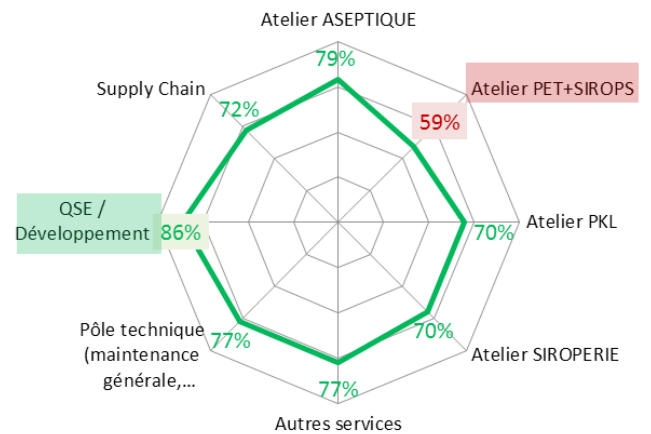 Atelier ASEPTIQUE
79%
Supply Chain
72%
Atelier PET+SIROPS
59%
QSE /
Développement
86%
Atelier PKL
70%
Pôle technique
(maintenance
générale,...
77%
70%
Atelier SIROPERIE
77%
Autres services